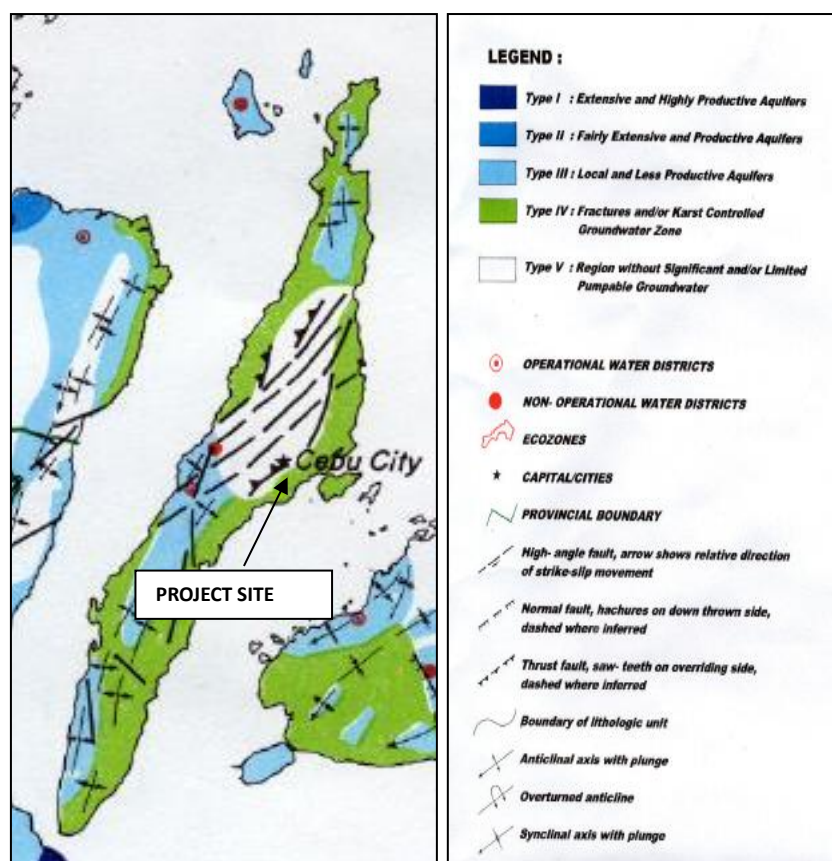 Cebu City
PROJECT SITE
LEGEND :
Type I : Extensive and Highly Productive Aquifers
Type II : Fairly Extensive and Productive Aquifers
Type III : Local and Less Productive Aquifers
Type IV : Fractures and/or Karst Controlled
Groundwater Zone
Type V : Region without Significant and/or Limited
Pumpable Groundwater
OPERATIONAL WATER DISTRICTS
NON- OPERATIONAL WATER DISTRICTS
ECOZONES
CAPITAL/CITIES
PROVINCIAL BOUNDARY
High- angle fault, arrow shows relative direction
of strike-slip movement
Normal fault, hachures on down thrown side,
dashed where inferred
Thrust fault, saw- teeth on overriding side,
dashed where inferred
Boundary of lithologic unit
Anticlinal axis with plunge
Overturned anticline
Synclinal axis with plunge